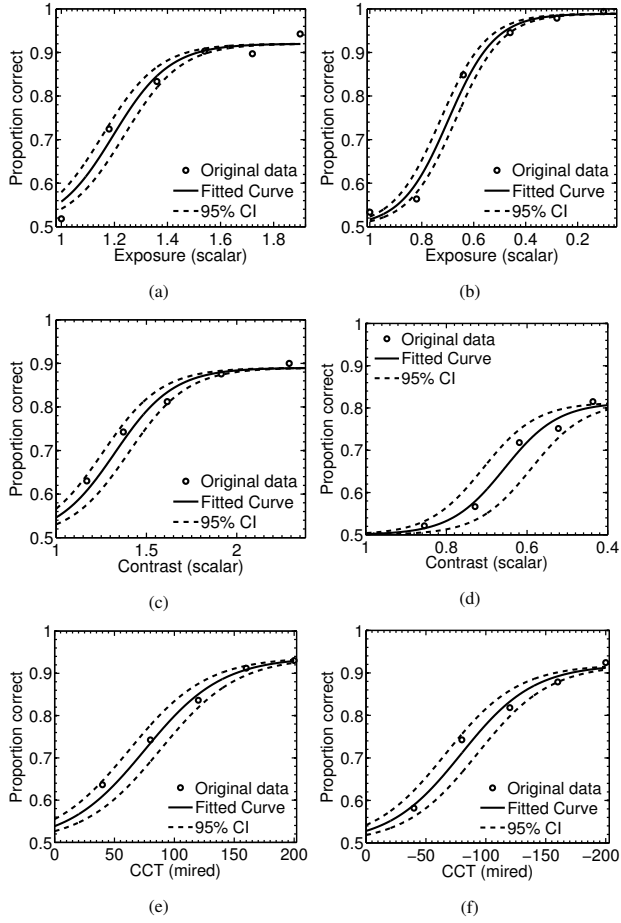 1
0.9
0.8
0.7
0.6
0.5
Proportion correct
Original data
Fitted Curve
95% CI
1 1.2 1.4 1.6 1.8
Exposure (scalar)
(a)
1
0.9
0.8
0.7
0.6
0.5
Proportion correct
Original data
Fitted Curve
95% CI
1 0.8 0.6 0.4 0.2
Exposure (scalar)
(b)
1
0.9
0.8
0.7
0.6
0.5
Proportion correct
Original data
Fitted Curve
95% CI
1 1.5 2
Contrast (scalar)
(c)
1
0.9
0.8
0.7
0.6
0.5
Proportion correct
Original data
Fitted Curve
95% CI
1 0.8 0.6 0.4
Contrast (scalar)
(d)
1
0.9
0.8
0.7
0.6
0.5
Proportion correct
Original data
Fitted Curve
95% CI
0 50 100 150 200
CCT (mired)
(e)
1
0.9
0.8
0.7
0.6
0.5
Proportion correct
Original data
Fitted Curve
95% CI
0 −50 −100 −150 −200
CCT (mired)
(f)